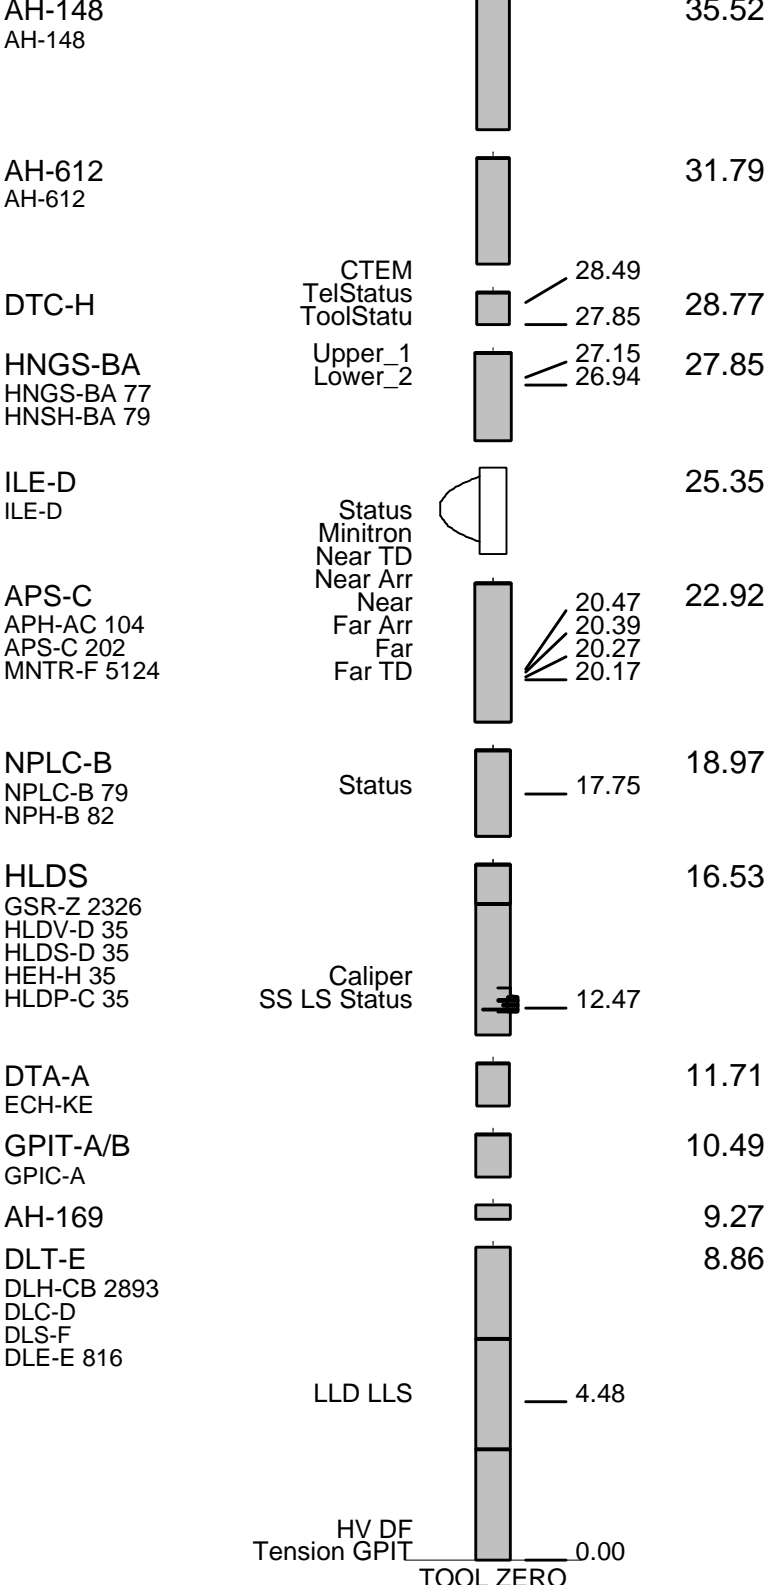 AH-148 35.52
AH-148
AH-612 31.79
AH-612
CTEM 28.49
TelStatus
DTC-H ToolStatu 27.85 28.77
HNGS-BA Upper_1 27.15 27.85
Lower_2 26.94
HNGS-BA 77
HNSH-BA 79
ILE-D 25.35
ILE-D Status
Minitron
Near TD
Near Arr
APS-C Near 20.47 22.92
APH-AC 104 Far Arr 20.39
APS-C 202 Far 20.27
MNTR-F 5124 Far TD 20.17
NPLC-B 18.97
NPLC-B 79 Status 17.75
NPH-B 82
HLDS 16.53
GSR-Z 2326
HLDV-D 35
HLDS-D 35
HEH-H 35 Caliper
HLDP-C 35 SS LS Status 12.47
DTA-A 11.71
ECH-KE
GPIT-A/B 10.49
GPIC-A
AH-169 9.27
DLT-E 8.86
DLH-CB 2893
DLC-D
DLS-F
DLE-E 816
LLD LLS 4.48
HV DF
Tension GPIT 0.00
TOOL ZERO